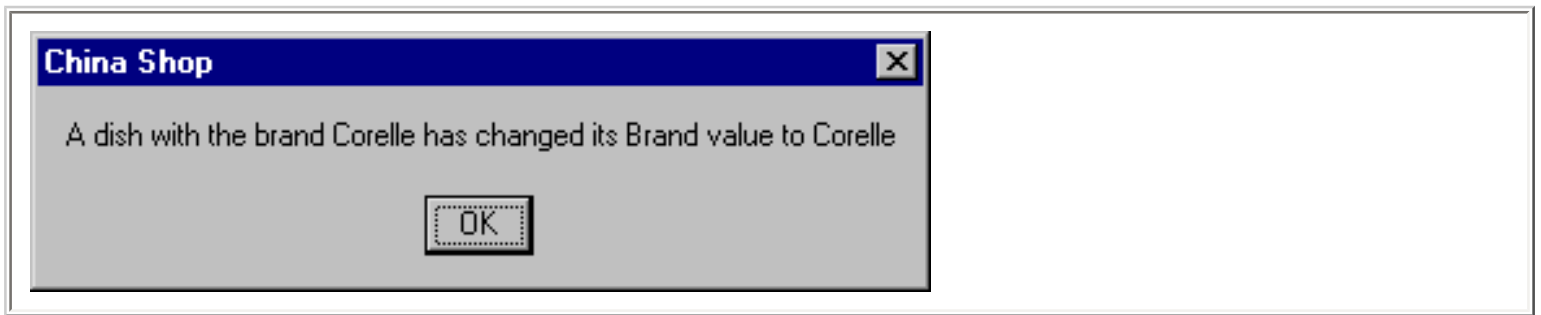 China Shop
A dish with the brand Corelle has changed its Brand value to Corelle
OK